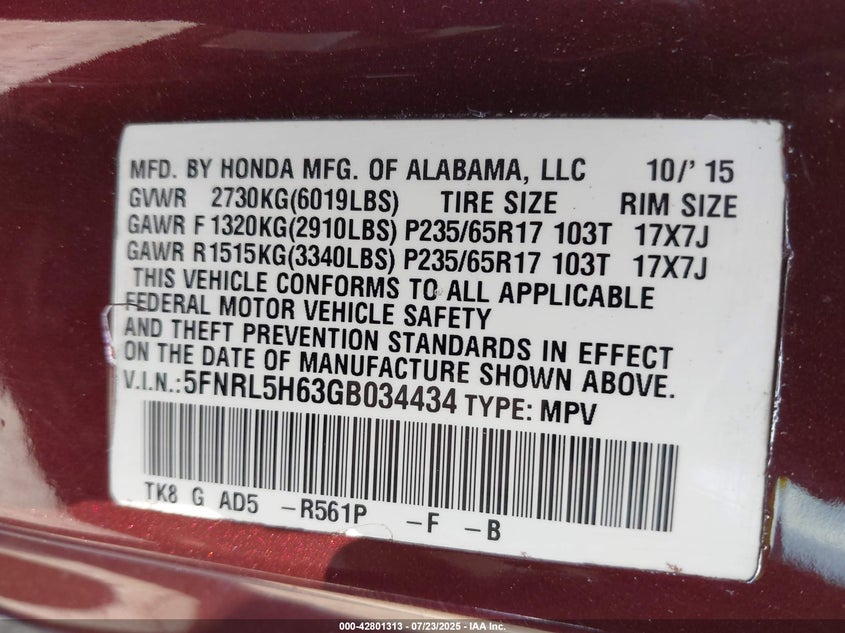 MFD. BY HONDA MFG. OF ALABAMA, LLC 10/'15
GVWR 2730KG(6019LBS) TIRE SIZE RIM SIZE
GAWR F 1320KG(2910LBS) P235/65R17 103T 17X7J
GAWR R1515KG(3340LBS) P235/65R17 103T 17X7J
THIS VEHICLE CONFORMS TO ALL APPLICABLE
FEDERAL MOTOR VEHICLE SAFETY
AND THEFT PREVENTION STANDARDS IN EFFECT
ON THE DATE OF MANUFACTURE SHOWN ABOVE.
V.I.N.:5FNRL5H63GB034434 TYPE: MPV
TK8 G AD5 -R561P -F -B
000-42801313 - 07/23/2025 - IAA Inc.